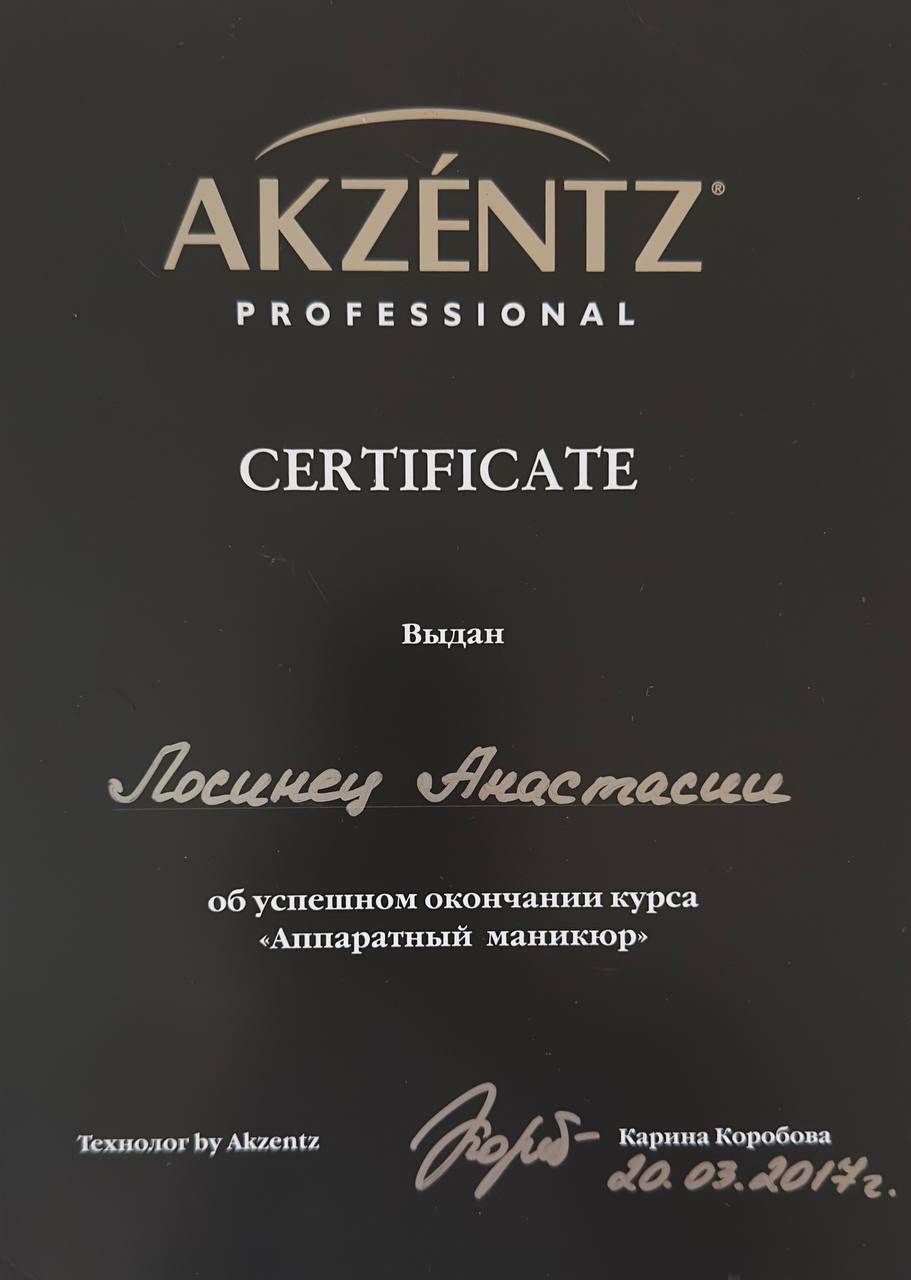 AKZÉNTZ®
PROFESSIONAL
CERTIFICATE
Выдан
Лосинец Анастасии
об успешном окончании курса
«Аппаратный маникюр»
Технолог by Akzentz
Карина Коробова
20.03.2017г.